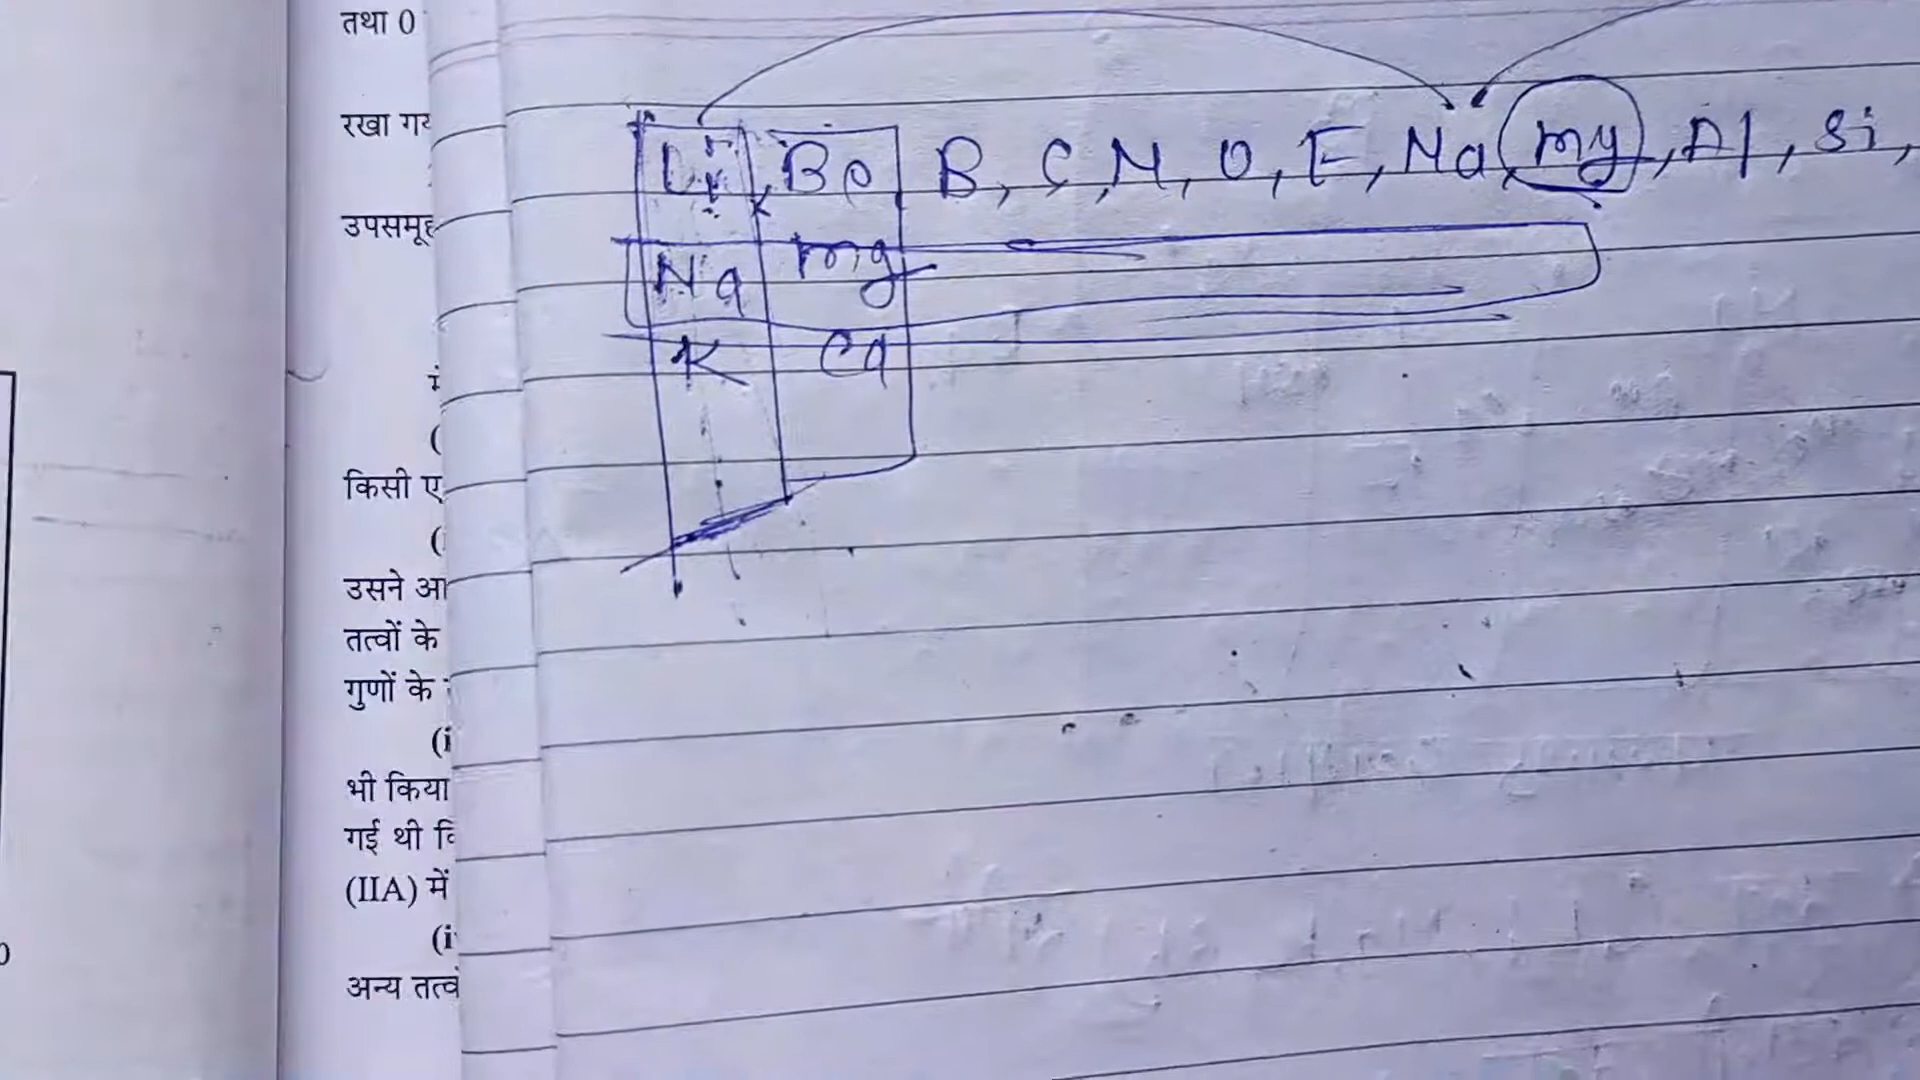 तथा 0
रखा गय
उपसमूह
में
(
किसी ए
(
उसने आ
तत्वों के
गुणों के
(i
भी किया
गई थी वि
(IIA) में
(i
अन्य तत्वो
0
Li, Be, B, C, N, O, F, Na, mg, Al, Si,
Na mg
K Ca